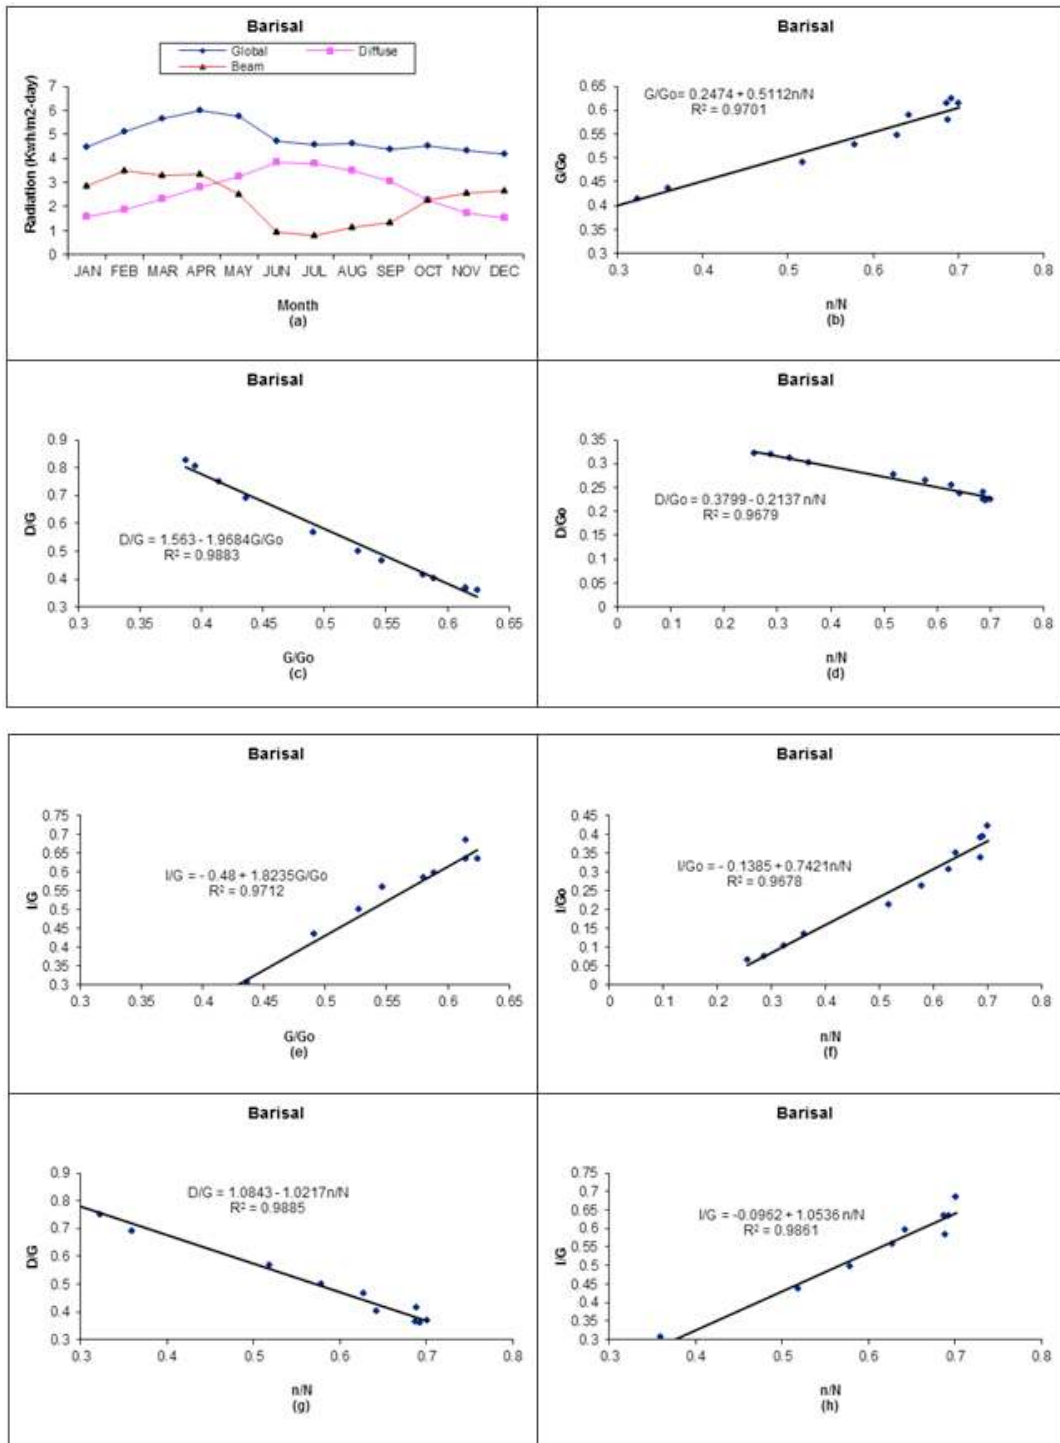 Barisal
Global
Diffuse
Beam
Radiation (Kwh/m2-day)
7
6
5
4
3
2
1
0
JAN FEB MAR APR MAY JUN JUL AUG SEP OCT NOV DEC
Month
(a)
Barisal
G/Go= 0.2474 + 0.5112n/N
R² = 0.9701
G/Go
0.65
0.6
0.55
0.5
0.45
0.4
0.35
0.3
0.3 0.4 0.5 0.6 0.7 0.8
n/N
(b)
Barisal
D/G
0.9
0.8
0.7
0.6
0.5
0.4
0.3
D/G = 1.563 - 1.9684G/Go
R² = 0.9883
0.3 0.35 0.4 0.45 0.5 0.55 0.6 0.65
G/Go
(c)
Barisal
D/Go
0.35
0.3
0.25
0.2
0.15
0.1
0.05
0
D/Go = 0.3799 - 0.2137 n/N
R² = 0.9679
0 0.1 0.2 0.3 0.4 0.5 0.6 0.7 0.8
n/N
(d)
Barisal
I/G
0.75
0.7
0.65
0.6
0.55
0.5
0.45
0.4
0.35
0.3
I/G = - 0.48 + 1.8235G/Go
R² = 0.9712
0.3 0.35 0.4 0.45 0.5 0.55 0.6 0.65
G/Go
(e)
Barisal
I/Go
0.45
0.4
0.35
0.3
0.25
0.2
0.15
0.1
0.05
0
I/Go = - 0.1385 + 0.7421n/N
R² = 0.9678
0 0.1 0.2 0.3 0.4 0.5 0.6 0.7 0.8
n/N
(f)
Barisal
D/G
0.9
0.8
0.7
0.6
0.5
0.4
0.3
D/G = 1.0843 - 1.0217n/N
R² = 0.9885
0.3 0.4 0.5 0.6 0.7 0.8
n/N
(g)
Barisal
I/G
0.75
0.7
0.65
0.6
0.55
0.5
0.45
0.4
0.35
0.3
I/G = -0.0962 + 1.0536 n/N
R² = 0.9861
0.3 0.4 0.5 0.6 0.7 0.8
n/N
(h)